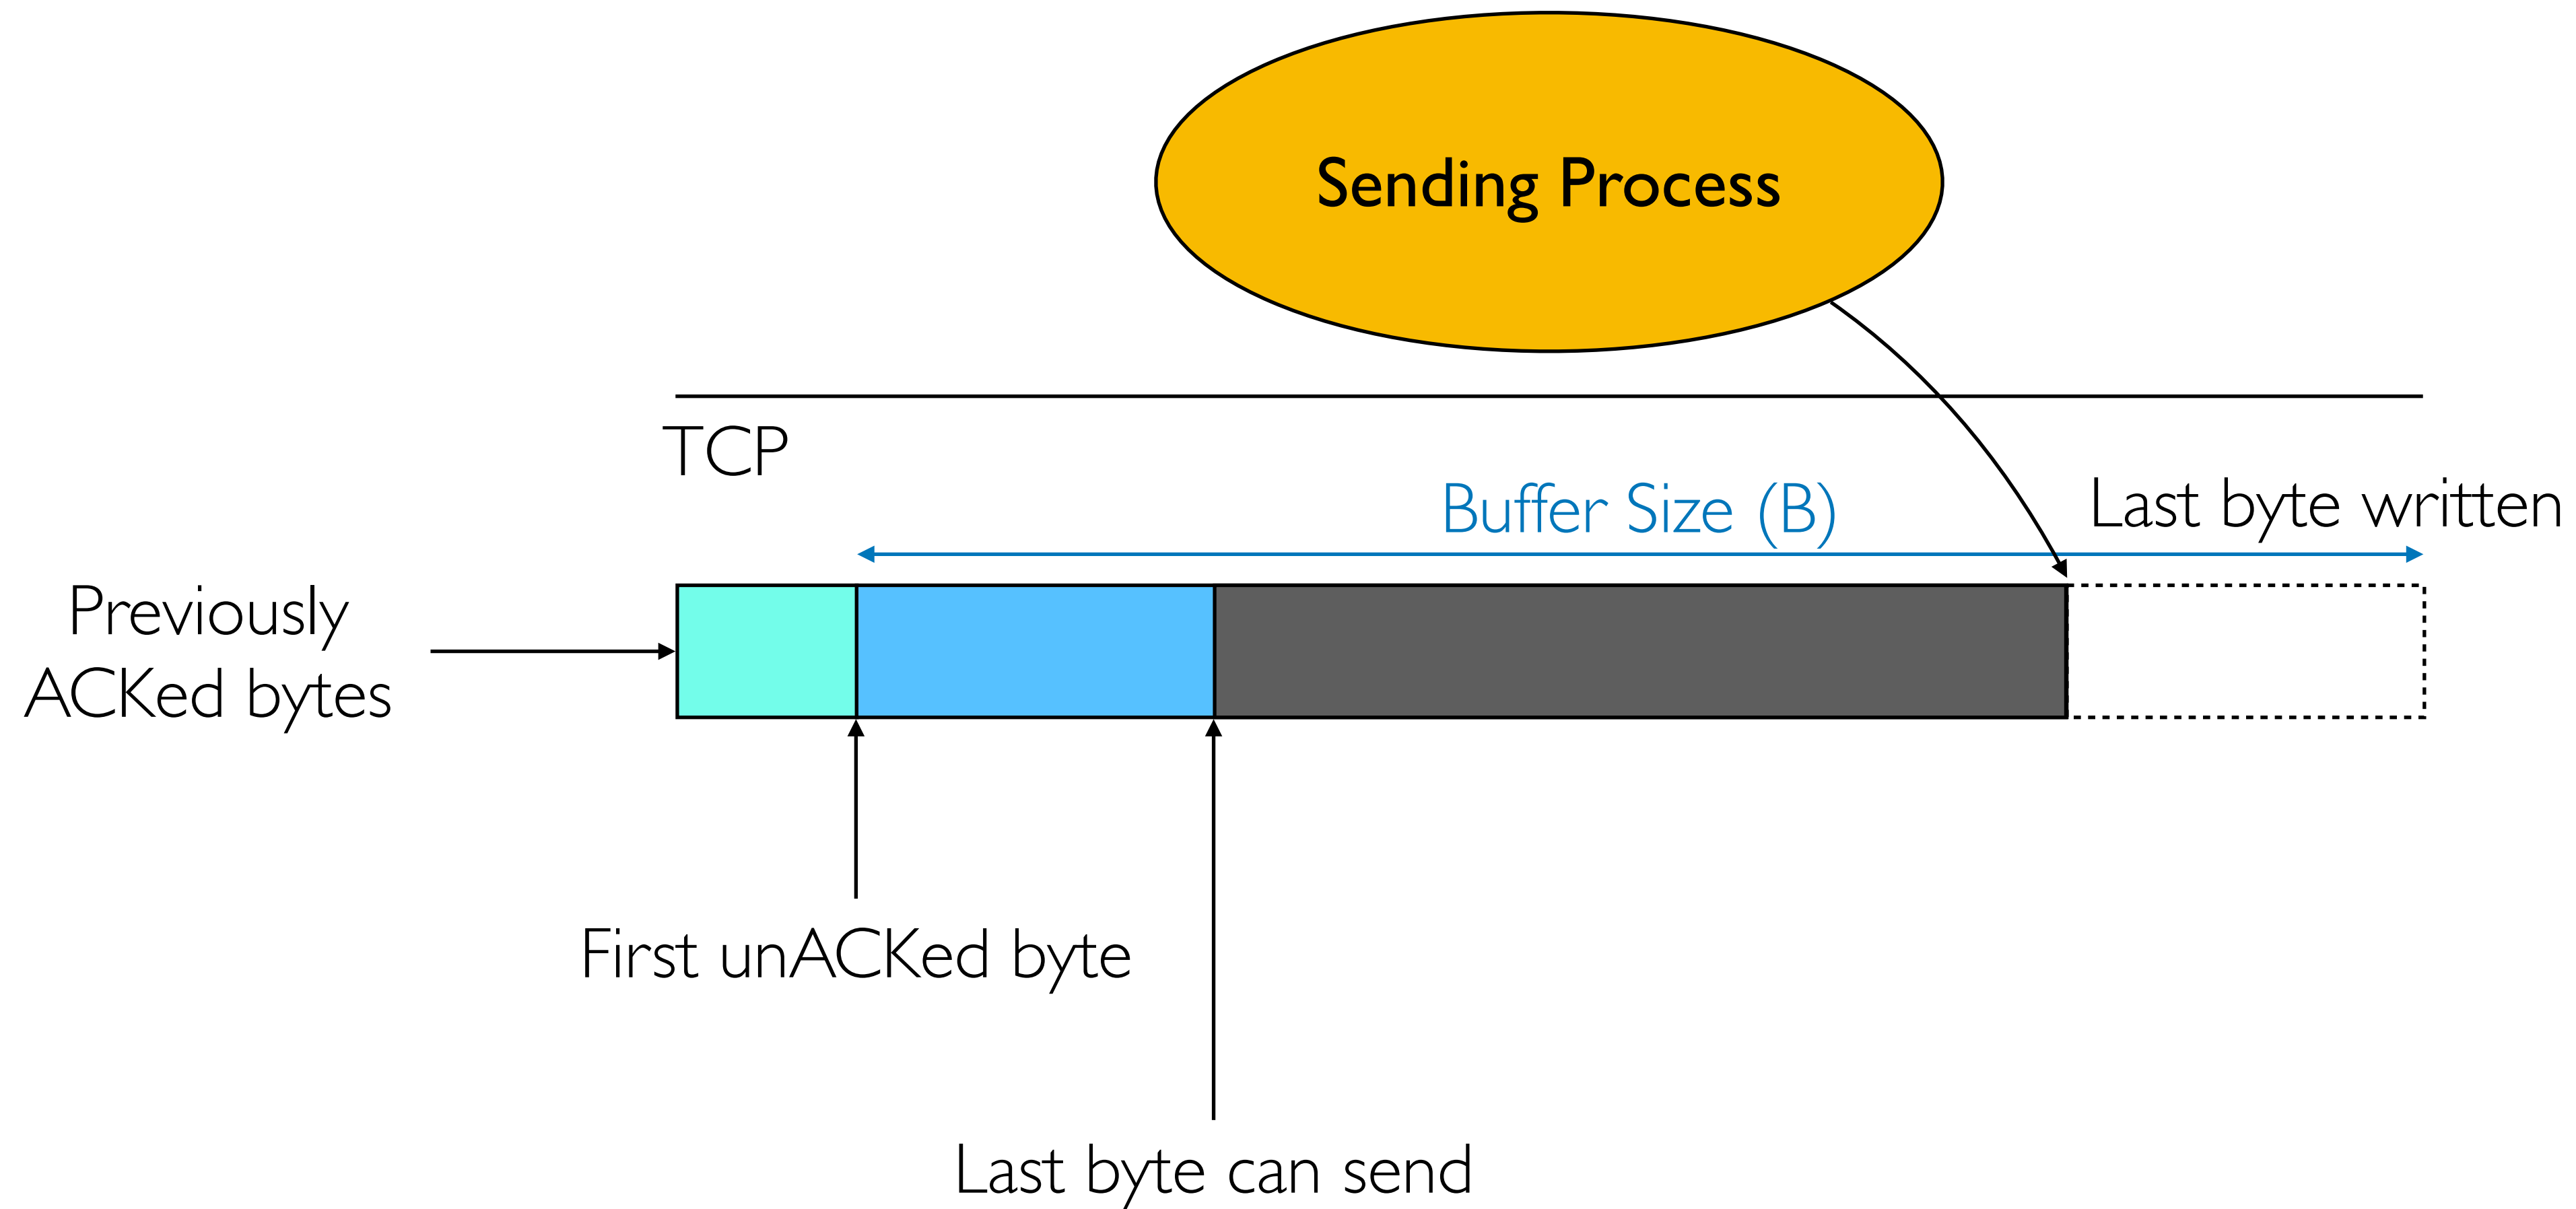 Sending Process
TCP
Buffer Size (B)
Last byte written
Previously
ACKed bytes
First unACKed byte
Last byte can send